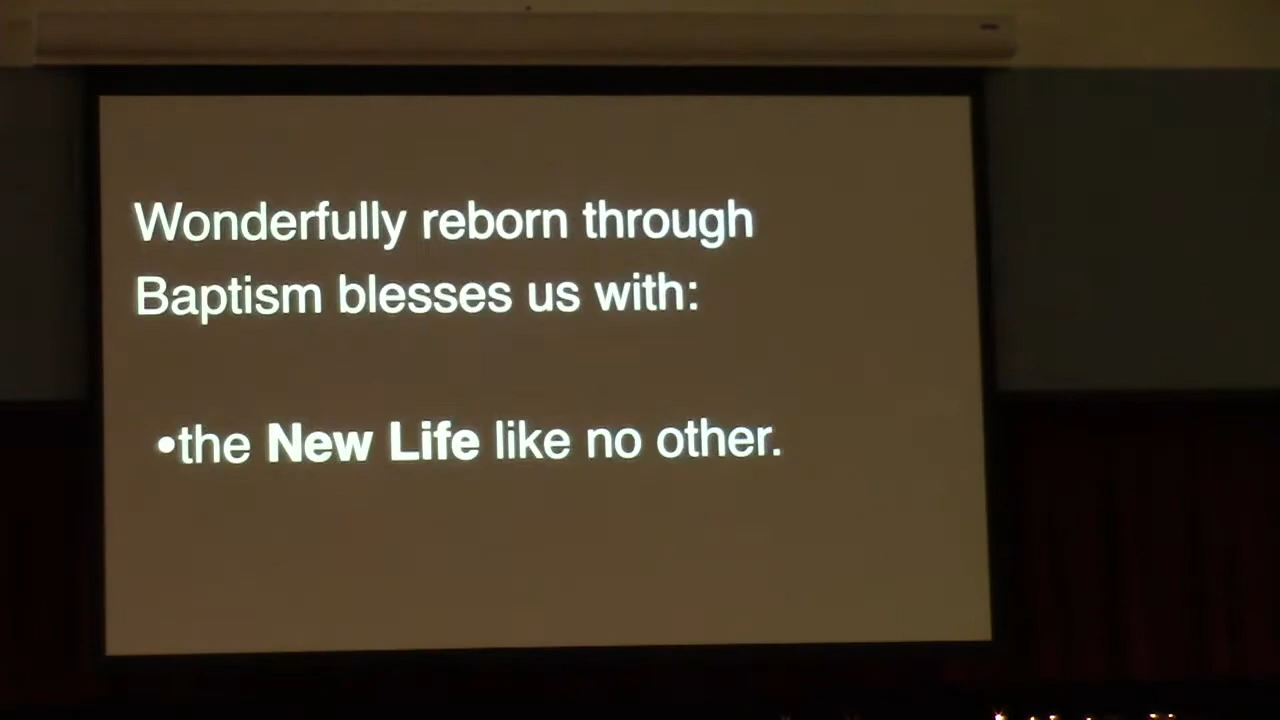 Wonderfully reborn through
Baptism blesses us with:
•the New Life like no other.